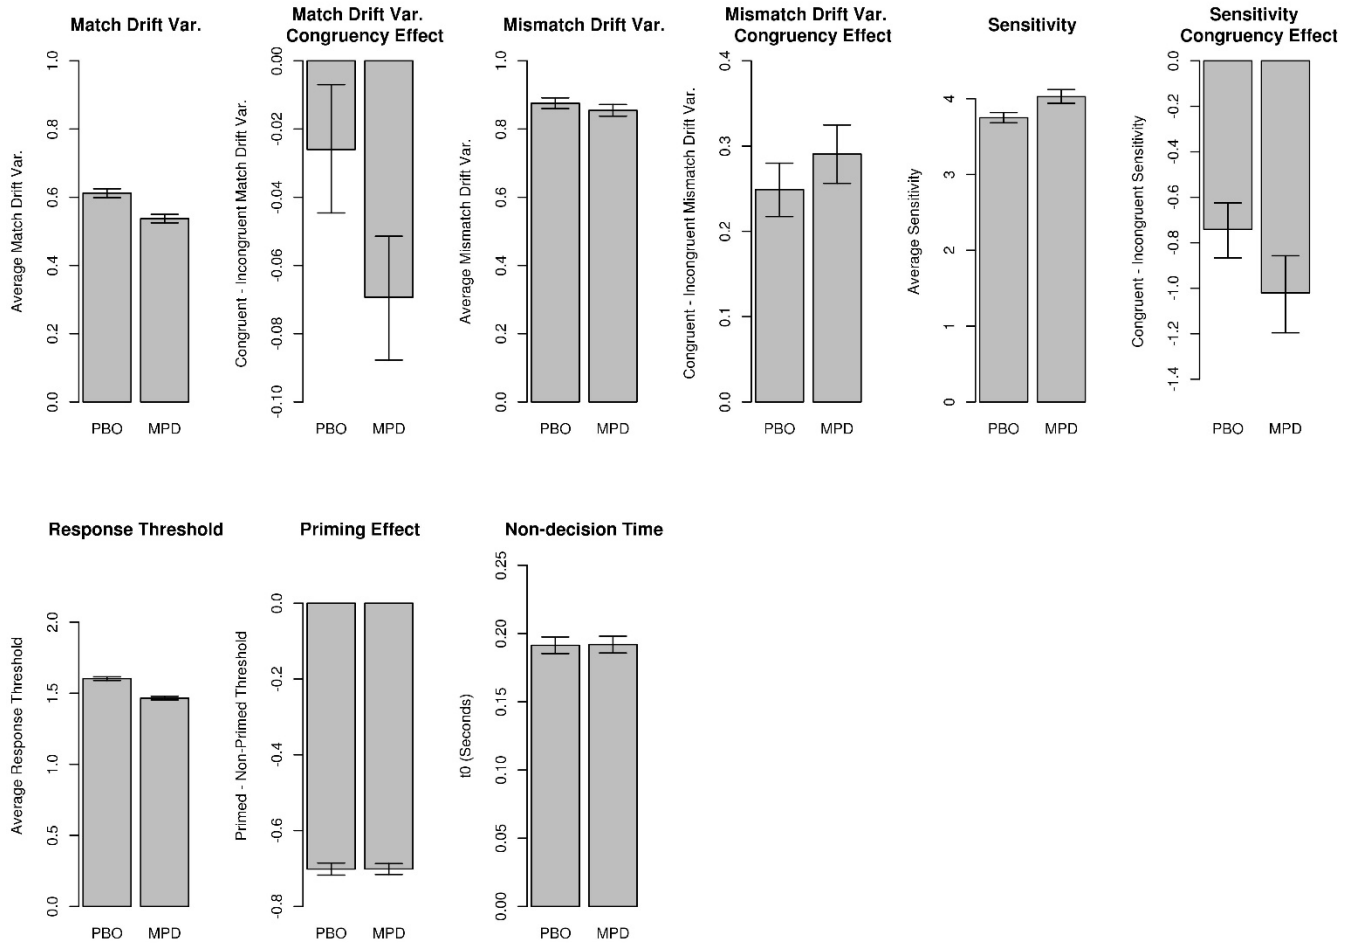 Match Drift Var.
Average Match Drift Var.
1.0
0.8
0.6
0.4
0.2
0.0
PBO MPD
Match Drift Var.
Congruency Effect
Congruent - Incongruent Match Drift Var.
0.00
-0.02
-0.04
-0.06
-0.08
-0.10
PBO MPD
Mismatch Drift Var.
Average Mismatch Drift Var.
1.0
0.8
0.6
0.4
0.2
0.0
PBO MPD
Mismatch Drift Var.
Congruency Effect
Congruent - Incongruent Mismatch Drift Var.
0.4
0.3
0.2
0.1
0.0
PBO MPD
Sensitivity
Average Sensitivity
4
3
2
1
0
PBO MPD
Sensitivity
Congruency Effect
Congruent - Incongruent Sensitivity
0.0
-0.2
-0.4
-0.6
-0.8
-1.0
-1.2
-1.4
PBO MPD
Response Threshold
Average Response Threshold
2.0
1.5
1.0
0.5
0.0
PBO MPD
Priming Effect
Primed - Non-Primed Threshold
0.0
-0.2
-0.4
-0.6
-0.8
PBO MPD
Non-decision Time
t0 (Seconds)
0.25
0.20
0.15
0.10
0.05
0.00
PBO MPD